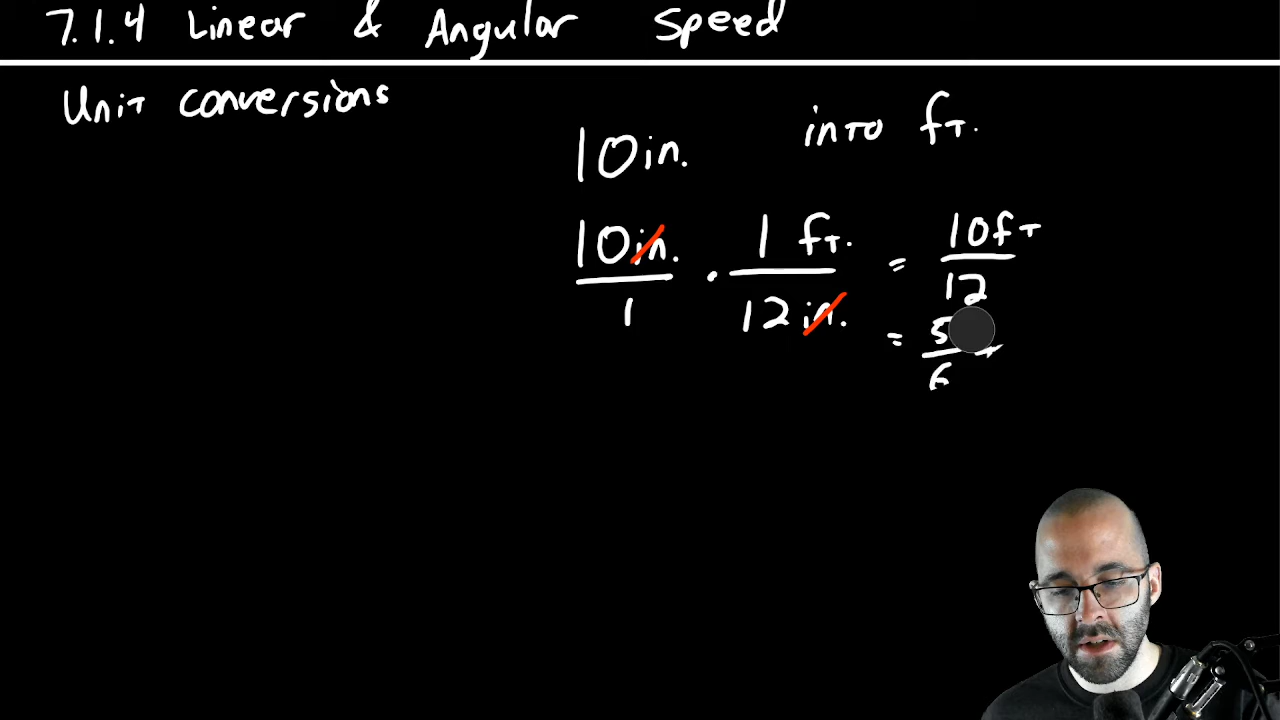 7.1.4 Linear & Angular Speed
Unit conversions
10in. into fT.
10in. · 1 fT. = 10fT
1 12in. 12
= 5
6